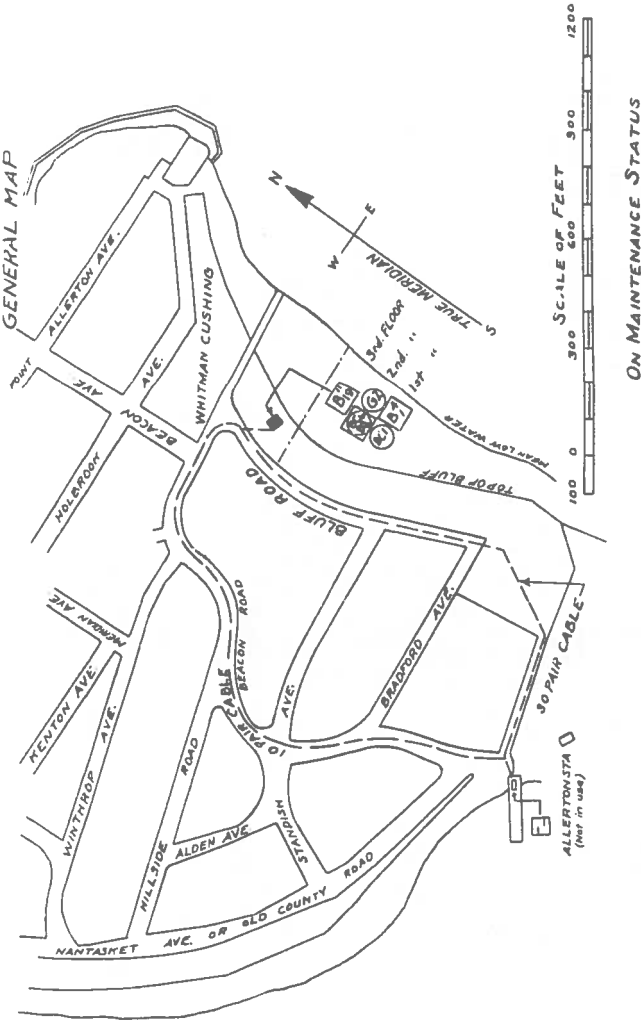 GENERAL MAP
POINT
ALLERTON AVE.
AVE
BEACON
AVE.
HOLBROOK
WHITMAN CUSHING
N
W
E
S
TRUE MERIDIAN
3rd. FLOOR
2nd. "
1st "
MEAN LOW WATER
TOP OF BLUFF
BLUFF ROAD
MERIDIAN AVE
KENTON AVE.
WINTHROP AVE.
BEACON ROAD
10 PAIR CABLE
AVE.
BRADFORD AVE.
30 PAIR CABLE
HILLSIDE ROAD
ALDEN AVE
STANDISH
NANTASKET AVE. OR OLD COUNTY ROAD
ALLERTON STA
(Not in use)
SCALE OF FEET
100 0 300 600 900 1200
ON MAINTENANCE STATUS